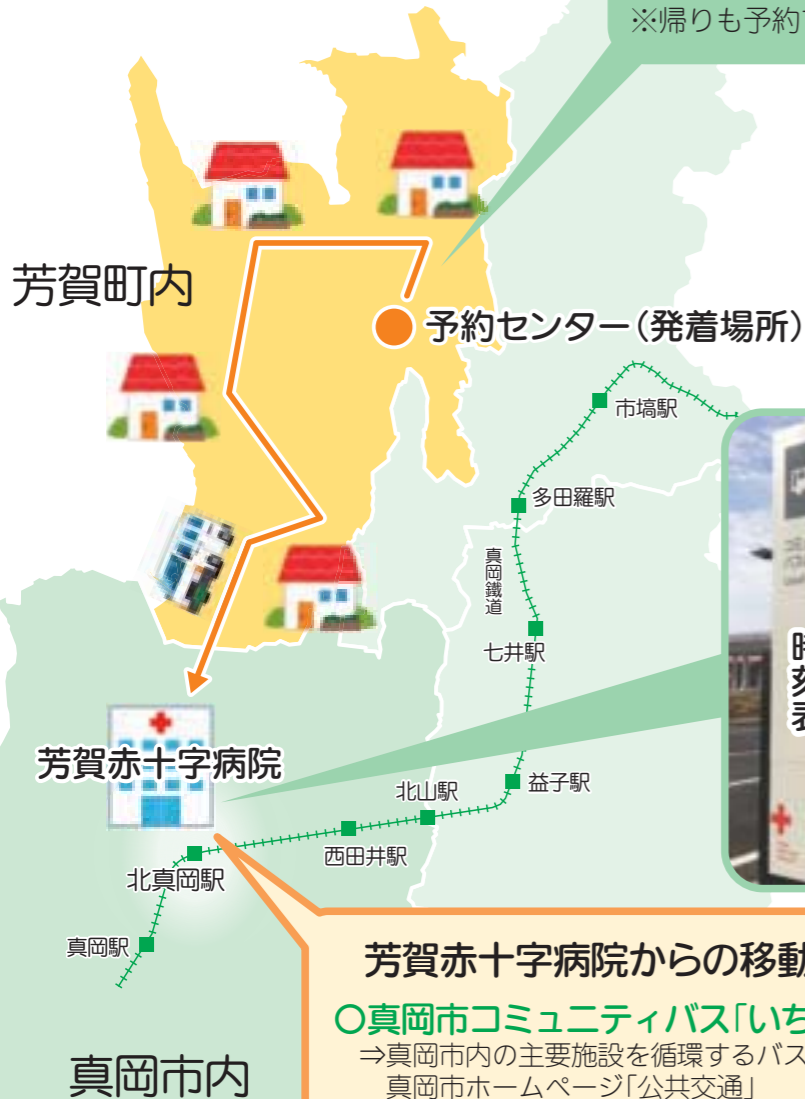 ※帰りも予約
芳賀町内
予約センター(発着場所)
市塙駅
多田羅駅
真岡鐵道
七井駅
時刻表
芳賀赤十字病院
益子駅
北山駅
西田井駅
北真岡駅
真岡駅
芳賀赤十字病院からの移動
○真岡市コミュニティバス「いち
⇒真岡市内の主要施設を循環するバス
真岡市ホームページ「公共交通」
真岡市内